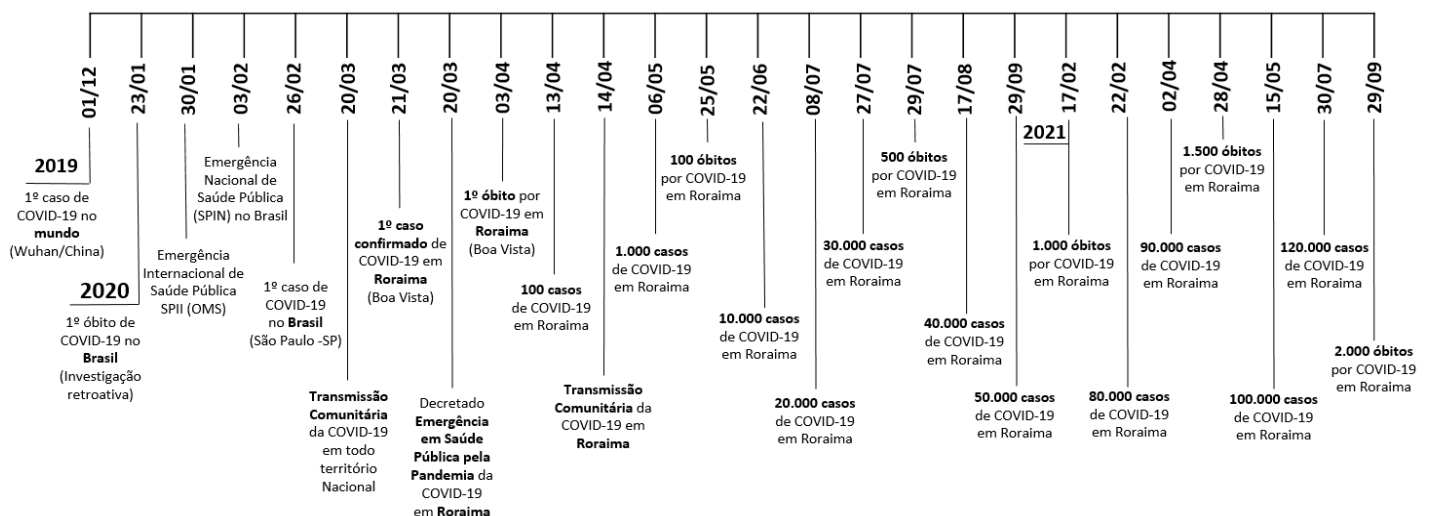 01/12
23/01
30/01
03/02
26/02
20/03
21/03
20/03
03/04
13/04
14/04
06/05
25/05
22/06
08/07
27/07
29/07
17/08
29/09
17/02
22/02
02/04
28/04
15/05
30/07
29/09
2019
1º caso de
COVID-19 no
mundo
(Wuhan/China)
2020
1º óbito de
COVID-19 no
Brasil
(Investigação
retroativa)
Emergência
Internacional de
Saúde Pública
SPII (OMS)
Emergência
Nacional de
Saúde Pública
(SPIN) no Brasil
1º caso de
COVID-19
no Brasil
(São Paulo -SP)
Transmissão
Comunitária
da COVID-19
em todo
território
Nacional
1º caso
confirmado de
COVID-19 em
Roraima
(Boa Vista)
Decretado
Emergência
em Saúde
Pública pela
Pandemia da
COVID-19
em Roraima
1º óbito por
COVID-19 em
Roraima
(Boa Vista)
100 casos
de COVID-19
em Roraima
Transmissão
Comunitária da
COVID-19 em
Roraima
1.000 casos
de COVID-19
em Roraima
100 óbitos
por COVID-19
em Roraima
10.000 casos
de COVID-19
em Roraima
20.000 casos
de COVID-19
em Roraima
30.000 casos
de COVID-19
em Roraima
500 óbitos
por COVID-19
em Roraima
40.000 casos
de COVID-19
em Roraima
50.000 casos
de COVID-19
em Roraima
2021
1.000 óbitos
por COVID-19
em Roraima
80.000 casos
de COVID-19
em Roraima
90.000 casos
de COVID-19
em Roraima
1.500 óbitos
por COVID-19
em Roraima
100.000 casos
de COVID-19
em Roraima
120.000 casos
de COVID-19
em Roraima
2.000 óbitos
por COVID-19
em Roraima